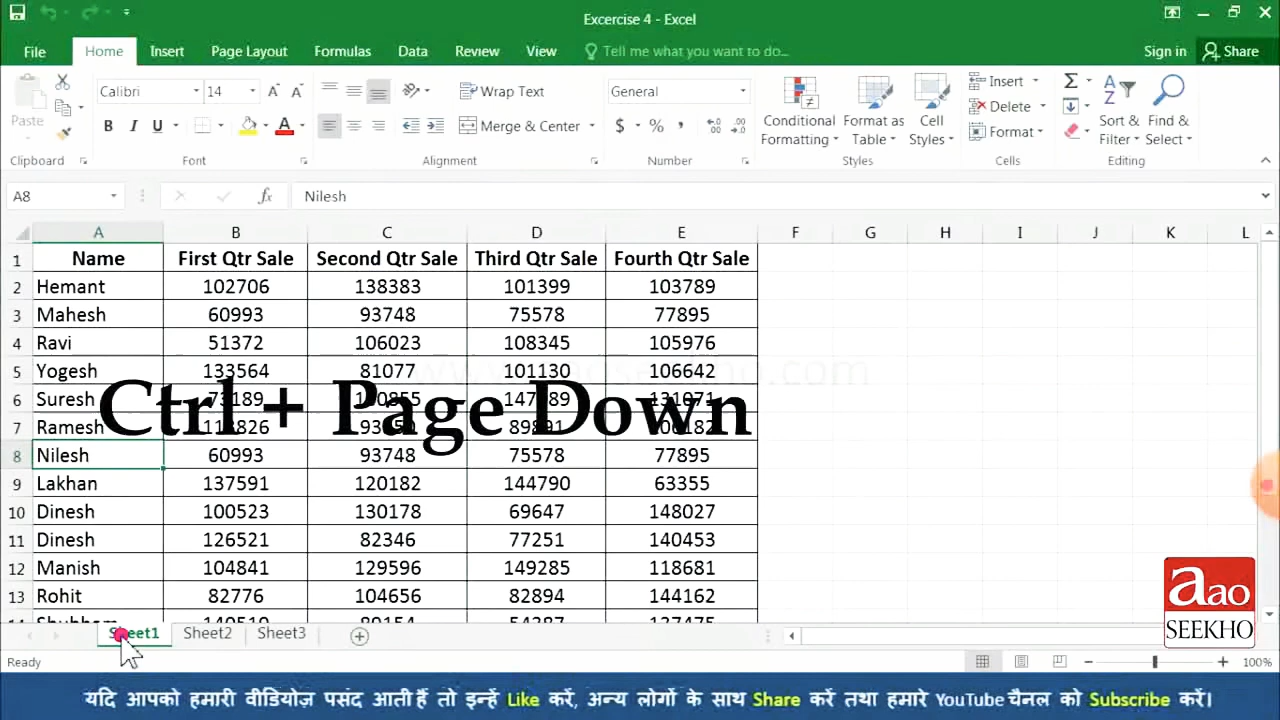 Excercise 4 - Excel
File Home Insert Page Layout Formulas Data Review View Tell me what you want to do... Sign in Share
Calibri 14 Wrap Text General
Paste B I U Merge & Center $ % , Conditional Formatting Format as Table Cell Styles Insert Delete Format Sort & Filter Find & Select
Clipboard Font Alignment Number Styles Cells Editing
A8 fx Nilesh
A B C D E F G H I J K L
1 Name First Qtr Sale Second Qtr Sale Third Qtr Sale Fourth Qtr Sale
2 Hemant 102706 138383 101399 103789
3 Mahesh 60993 93748 75578 77895
4 Ravi 51372 106023 108345 105976
5 Yogesh 133564 81077 101130 106642
6 Suresh
Ctrl + Page Down
7 Ramesh
8 Nilesh 60993 93748 75578 77895
9 Lakhan 137591 120182 144790 63355
10 Dinesh 100523 130178 69647 148027
11 Dinesh 126521 82346 77251 140453
12 Manish 104841 129596 149285 118681
13 Rohit 82776 104656 82894 144162
Sheet1 Sheet2 Sheet3
Ready 100%
aao
SEEKHO
यदि आपको हमारी वीडियोज़ पसंद आती हैं तो इन्हें Like करें, अन्य लोगों के साथ Share करें तथा हमारे YouTube चैनल को Subscribe करें।